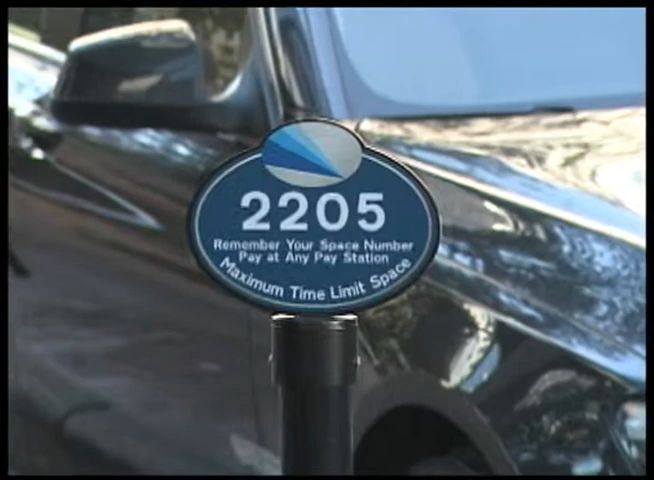 2205
Remember Your Space Number
Pay at Any Pay Station
Maximum Time Limit Space